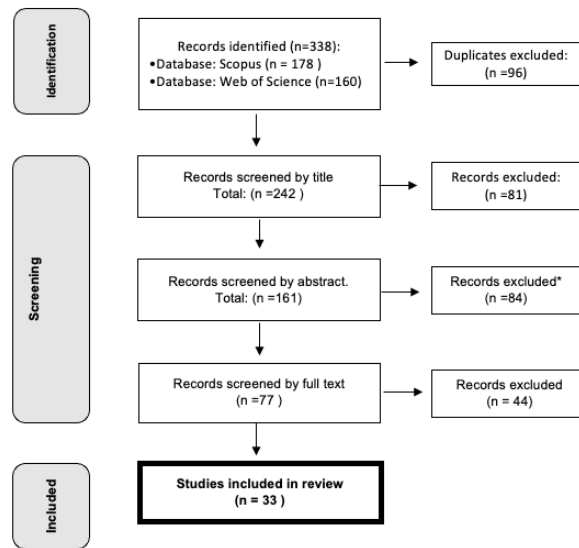 Identification
Records identified (n=338):
•Database: Scopus (n = 178 )
•Database: Web of Science (n=160)
Duplicates excluded:
(n =96)
Screening
Records screened by title
Total: (n =242 )
Records excluded:
(n =81)
Records screened by abstract.
Total: (n =161)
Records excluded*
(n =84)
Records screened by full text
(n =77 )
Records excluded
(n = 44)
Included
Studies included in review
(n = 33 )